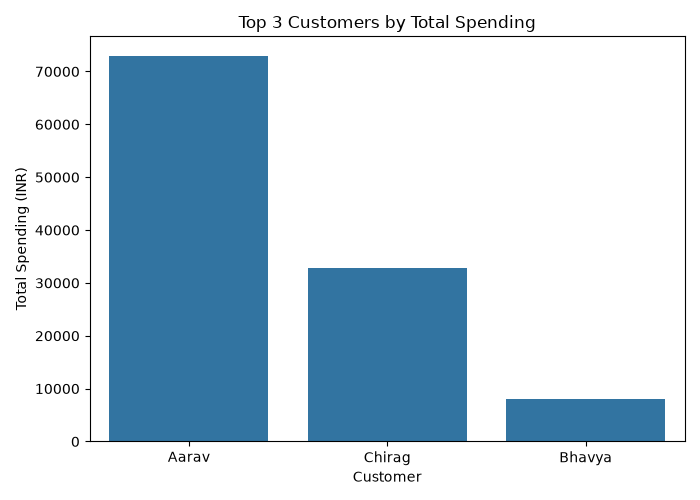 Top 3 Customers by Total Spending
Total Spending (INR)
70000
60000
50000
40000
30000
20000
10000
0
Aarav Chirag Bhavya
Customer